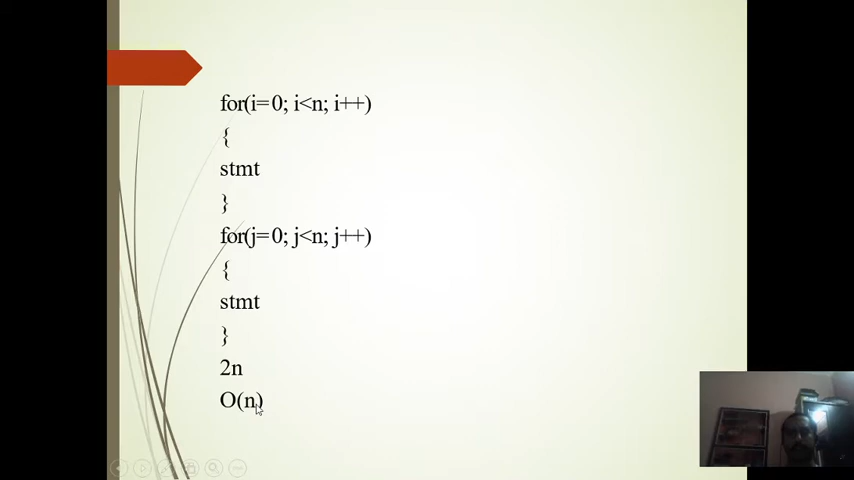 for(i=0; i<n; i++)
{
stmt
}
for(j=0; j<n; j++)
{
stmt
}
2n
O(n)